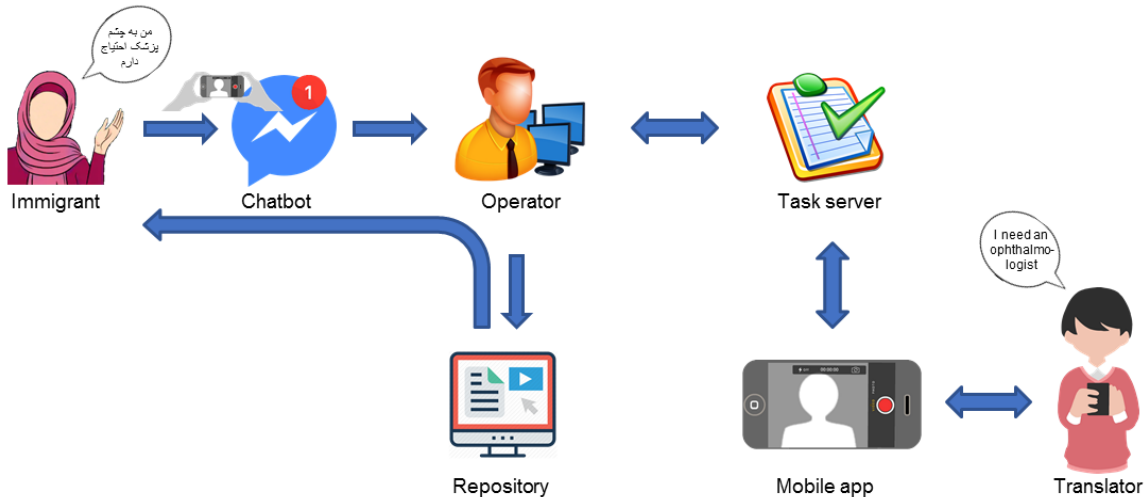 من به چشم
پزشک احتیاج
دارم
1
Immigrant
Chatbot
Operator
Task server
I need an
ophthalmo-
logist
Repository
Mobile app
Translator